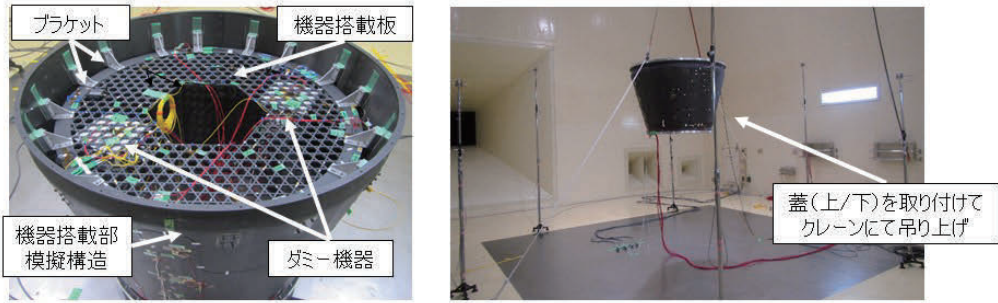 ブラケット
機器搭載板
機器搭載部
模擬構造
ダミー機器
蓋(上/下)を取り付けて
クレーンにて吊り上げ